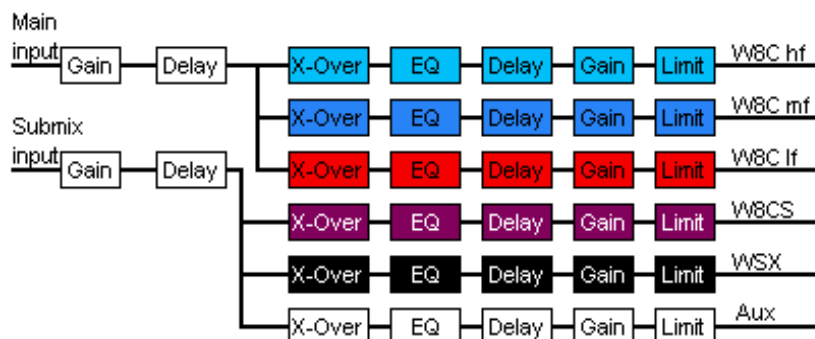 Main
input Gain Delay X-Over EQ Delay Gain Limit W8C hf
X-Over EQ Delay Gain Limit W8C mf
Submix
input Gain Delay X-Over EQ Delay Gain Limit W8C lf
X-Over EQ Delay Gain Limit W8CS
X-Over EQ Delay Gain Limit WSX
X-Over EQ Delay Gain Limit Aux